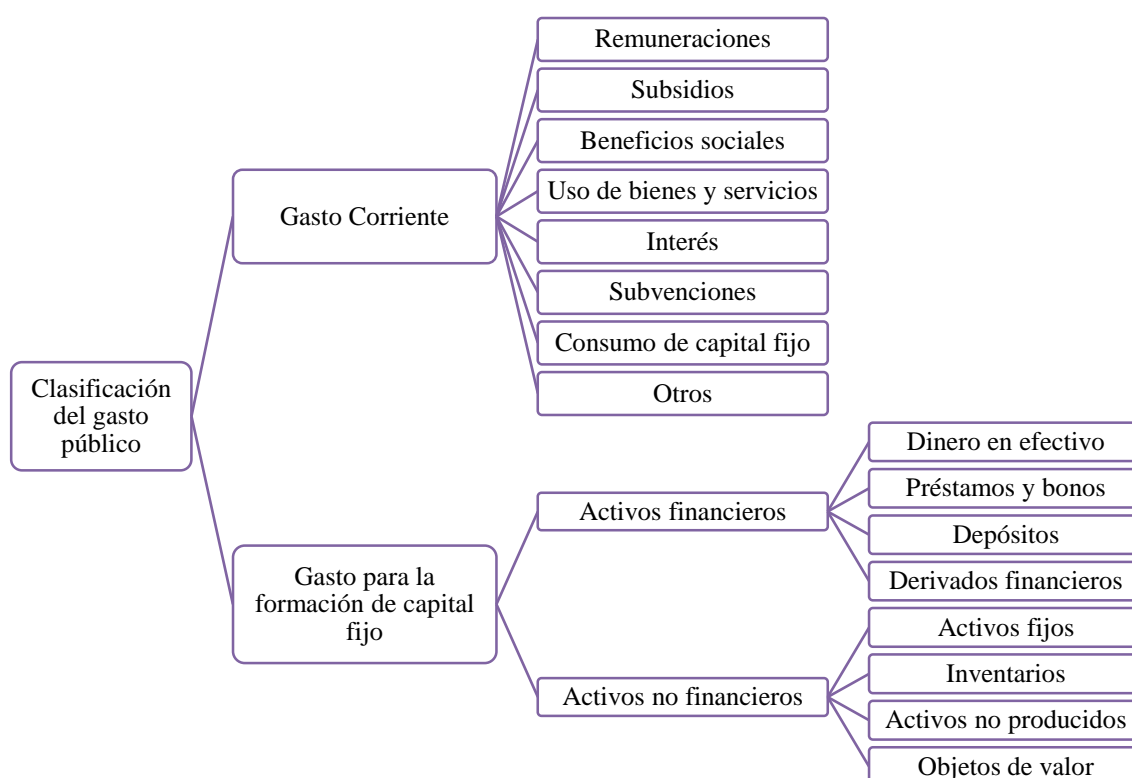 Clasificación
del gasto
público
Gasto Corriente
Remuneraciones
Subsidios
Beneficios sociales
Uso de bienes y servicios
Interés
Subvenciones
Consumo de capital fijo
Otros
Gasto para la
formación de capital
fijo
Activos financieros
Dinero en efectivo
Préstamos y bonos
Depósitos
Derivados financieros
Activos no financieros
Activos fijos
Inventarios
Activos no producidos
Objetos de valor